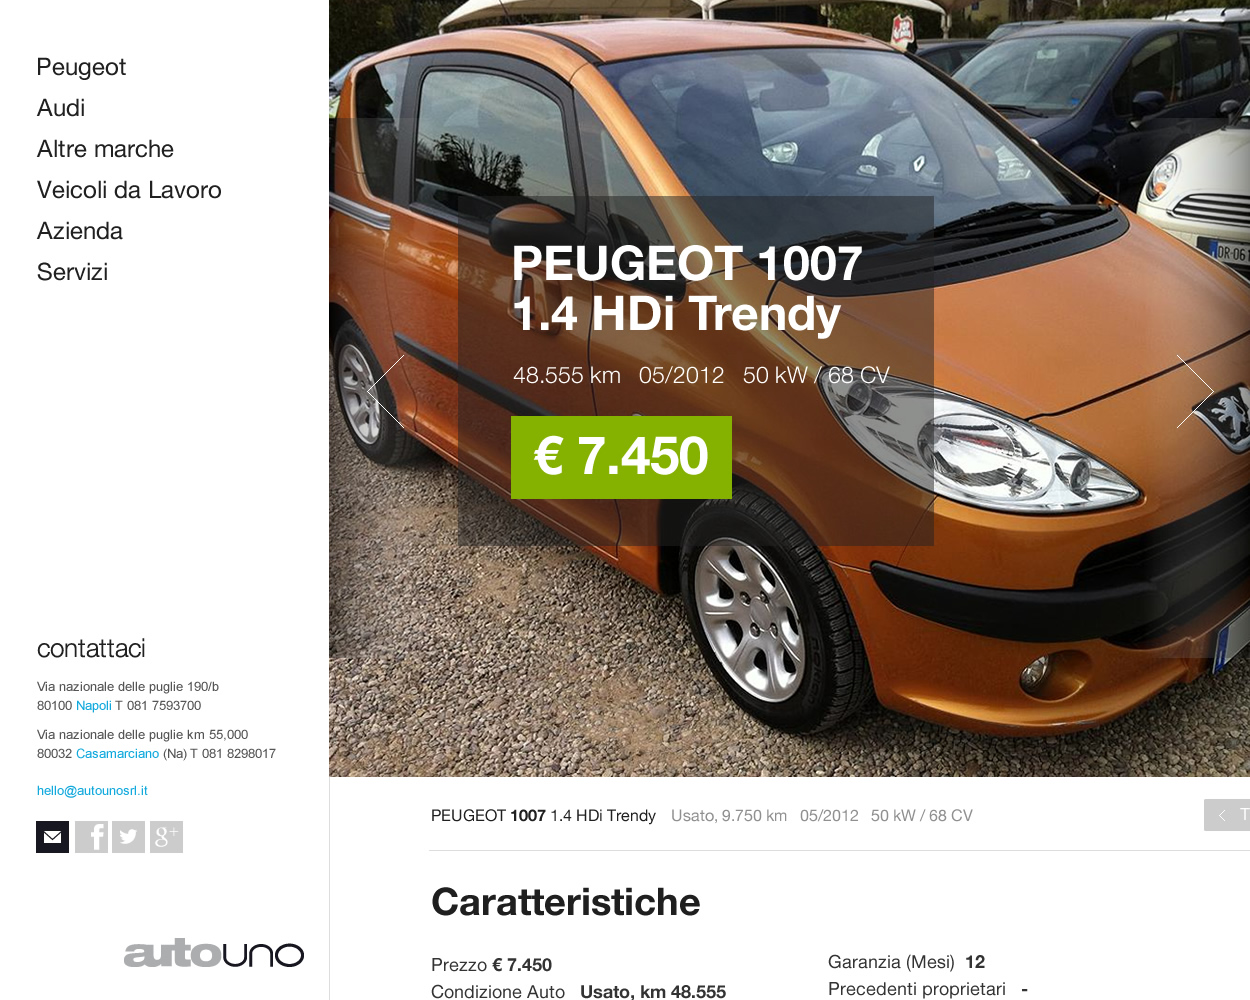 Peugeot
Audi
Altre marche
Veicoli da Lavoro
Azienda
Servizi
contattaci
Via nazionale delle puglie 190/b
80100 Napoli T 081 7593700
Via nazionale delle puglie km 55,000
80032 Casamarciano (Na) T 081 8298017
hello@autounosrl.it
autouno
PEUGEOT 1007
1.4 HDi Trendy
48.555 km 05/2012 50 kW / 68 CV
€ 7.450
PEUGEOT 1007 1.4 HDi Trendy Usato, 9.750 km 05/2012 50 kW / 68 CV
Caratteristiche
Prezzo € 7.450
Condizione Auto Usato, km 48.555
Garanzia (Mesi) 12
Precedenti proprietari -